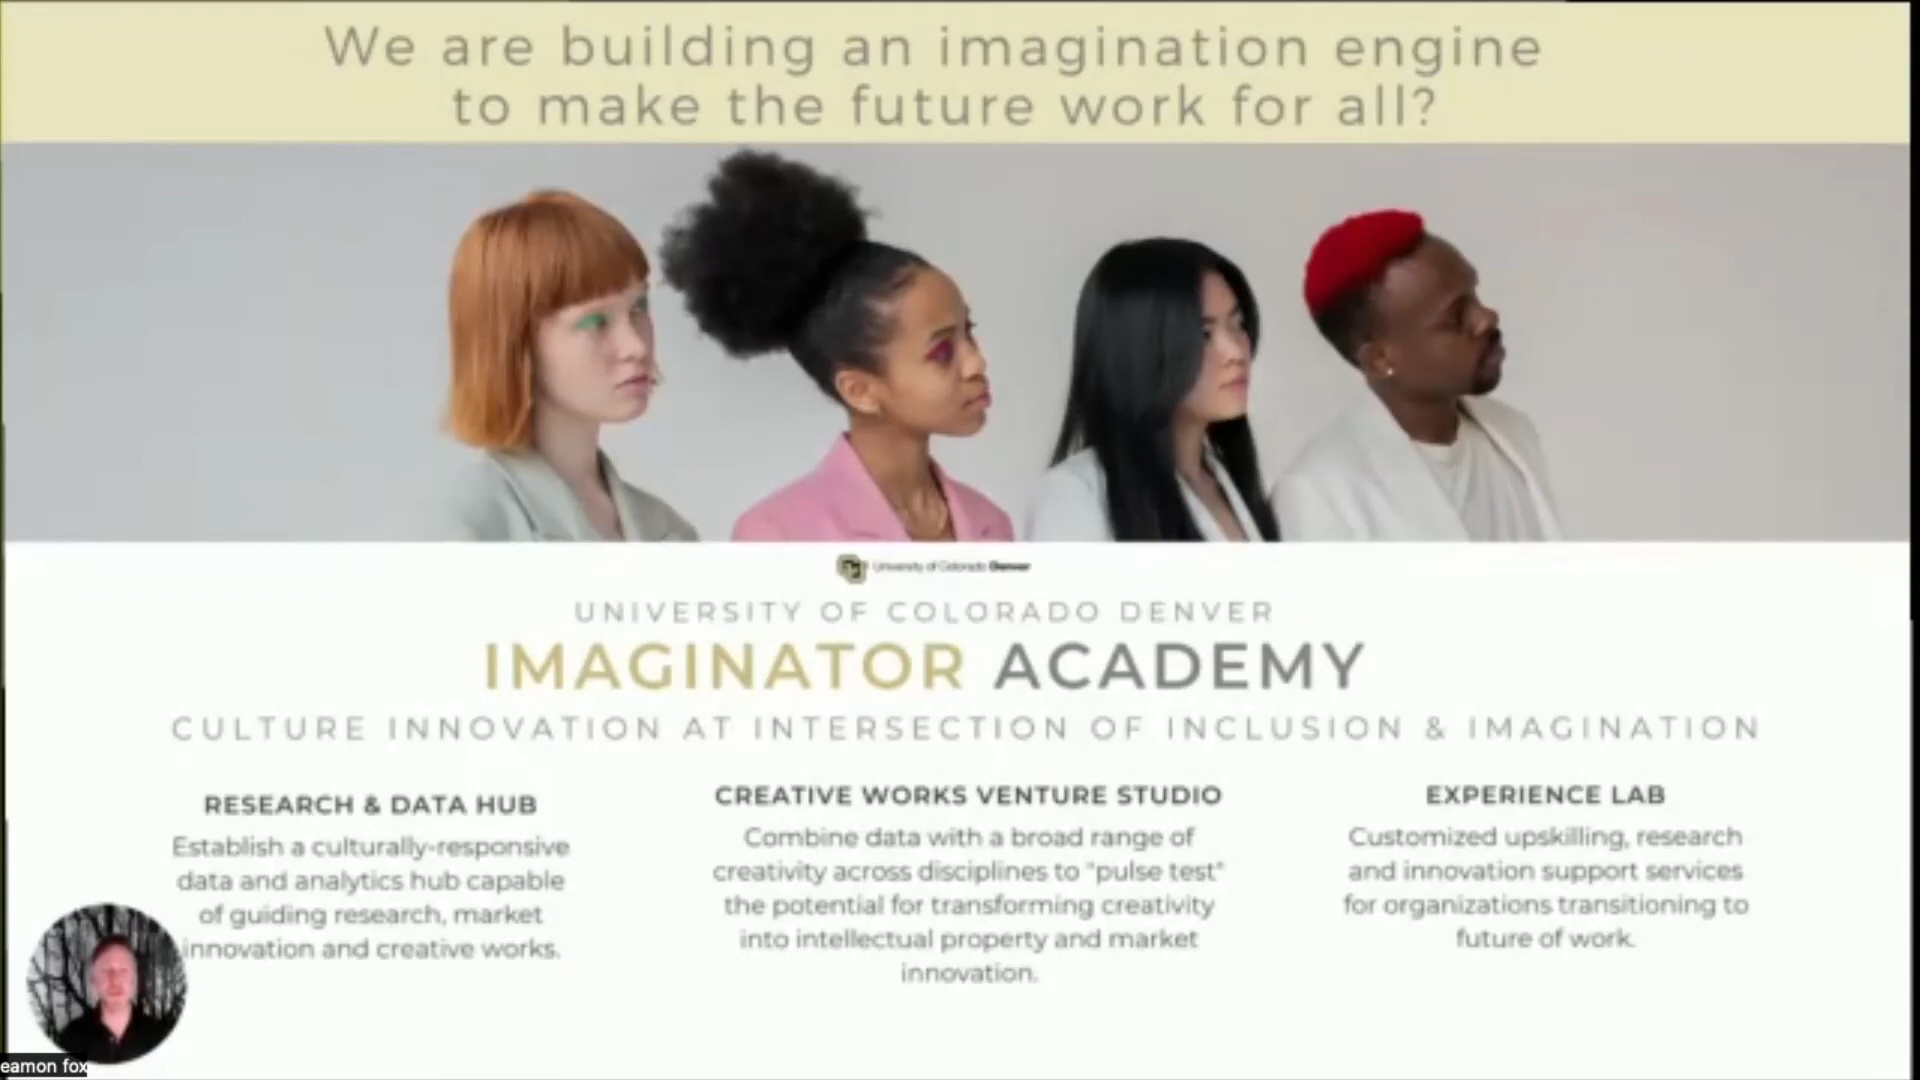 We are building an imagination engine
to make the future work for all?
University of Colorado Denver
UNIVERSITY OF COLORADO DENVER
IMAGINATOR ACADEMY
CULTURE INNOVATION AT INTERSECTION OF INCLUSION & IMAGINATION
RESEARCH & DATA HUB
Establish a culturally-responsive
data and analytics hub capable
of guiding research, market
innovation and creative works.
CREATIVE WORKS VENTURE STUDIO
Combine data with a broad range of
creativity across disciplines to "pulse test"
the potential for transforming creativity
into intellectual property and market
innovation.
EXPERIENCE LAB
Customized upskilling, research
and innovation support services
for organizations transitioning to
future of work.
eamon fox